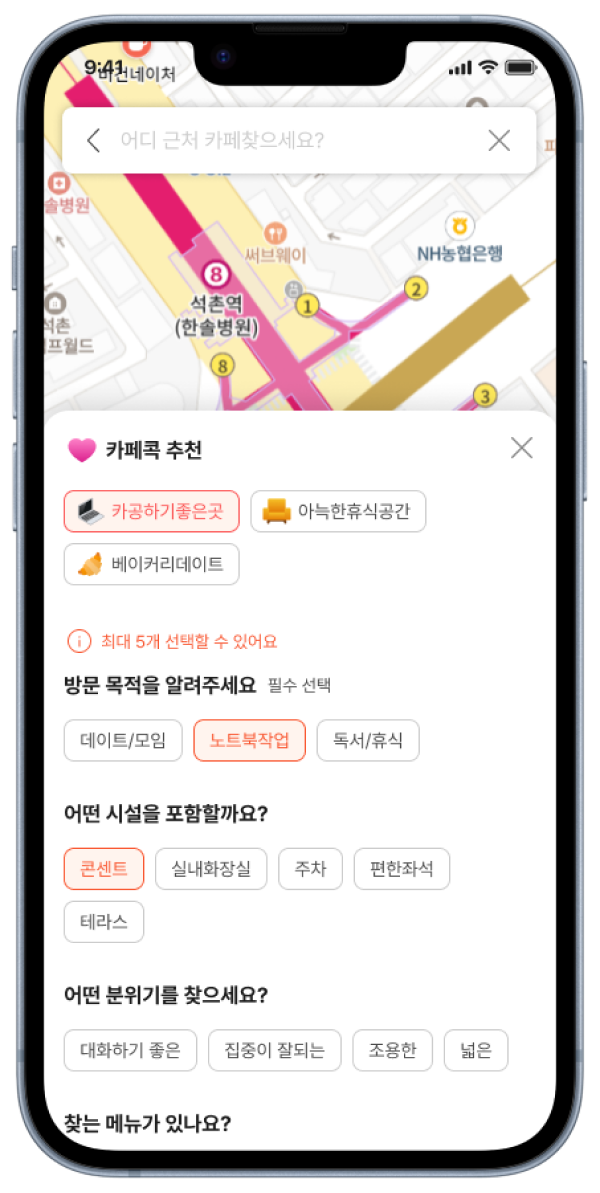 9:41
비건네이처
어디 근처 카페찾으세요?
솔병원
써브웨이
NH농협은행
8
석촌역
(한솔병원)
1
2
석촌
프월드
8
3
카페콕 추천
카공하기좋은곳
아늑한휴식공간
베이커리데이트
최대 5개 선택할 수 있어요
방문 목적을 알려주세요 필수 선택
데이트/모임 노트북작업 독서/휴식
어떤 시설을 포함할까요?
콘센트 실내화장실 주차 편한좌석
테라스
어떤 분위기를 찾으세요?
대화하기 좋은 집중이 잘되는 조용한 넓은
찾는 메뉴가 있나요?